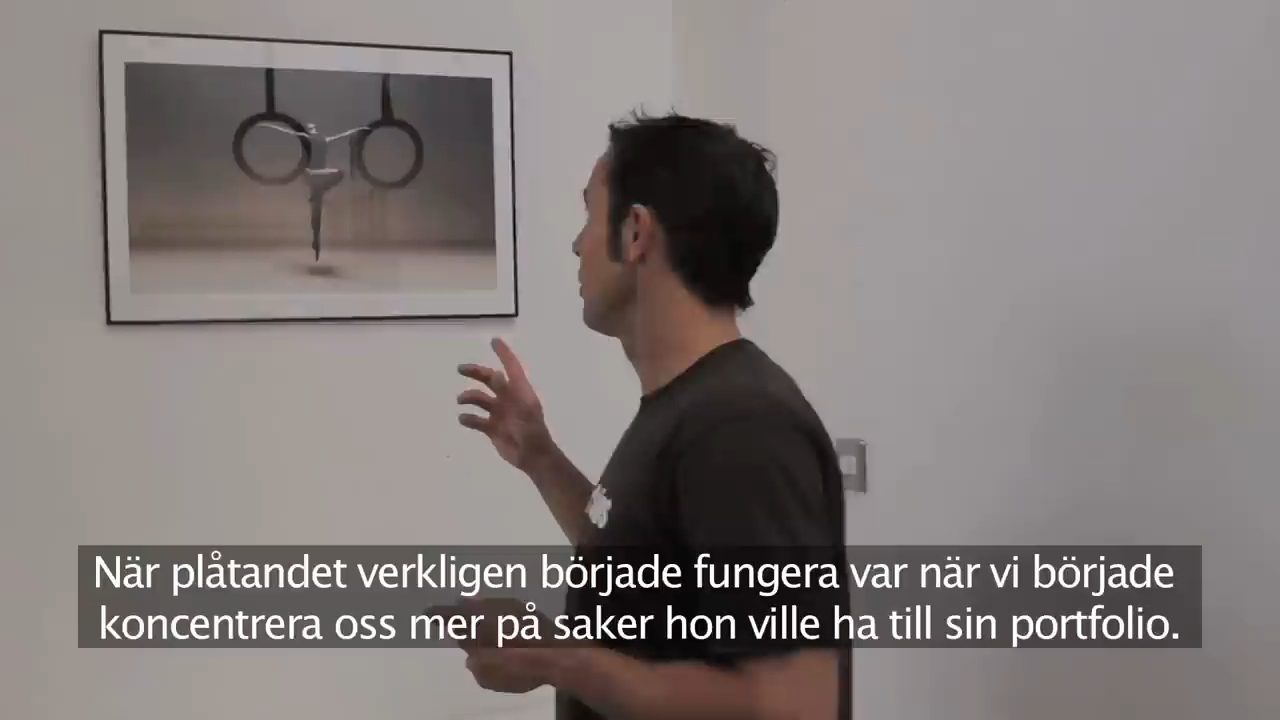 När plåtandet verkligen började fungera var när vi började
koncentrera oss mer på saker hon ville ha till sin portfolio.